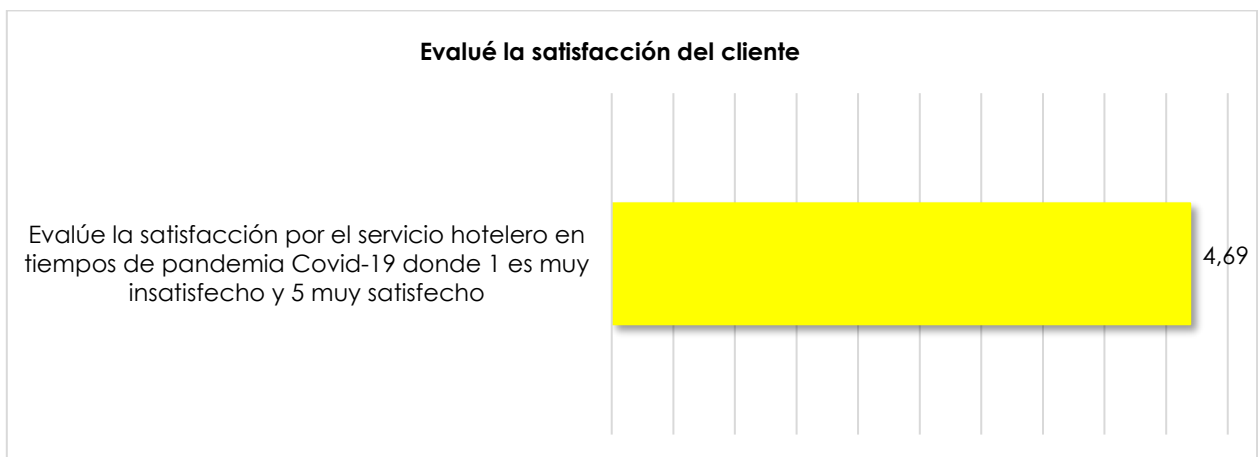 Evalué la satisfacción del cliente
Evalúe la satisfacción por el servicio hotelero en
tiempos de pandemia Covid-19 donde 1 es muy
insatisfecho y 5 muy satisfecho
4,69